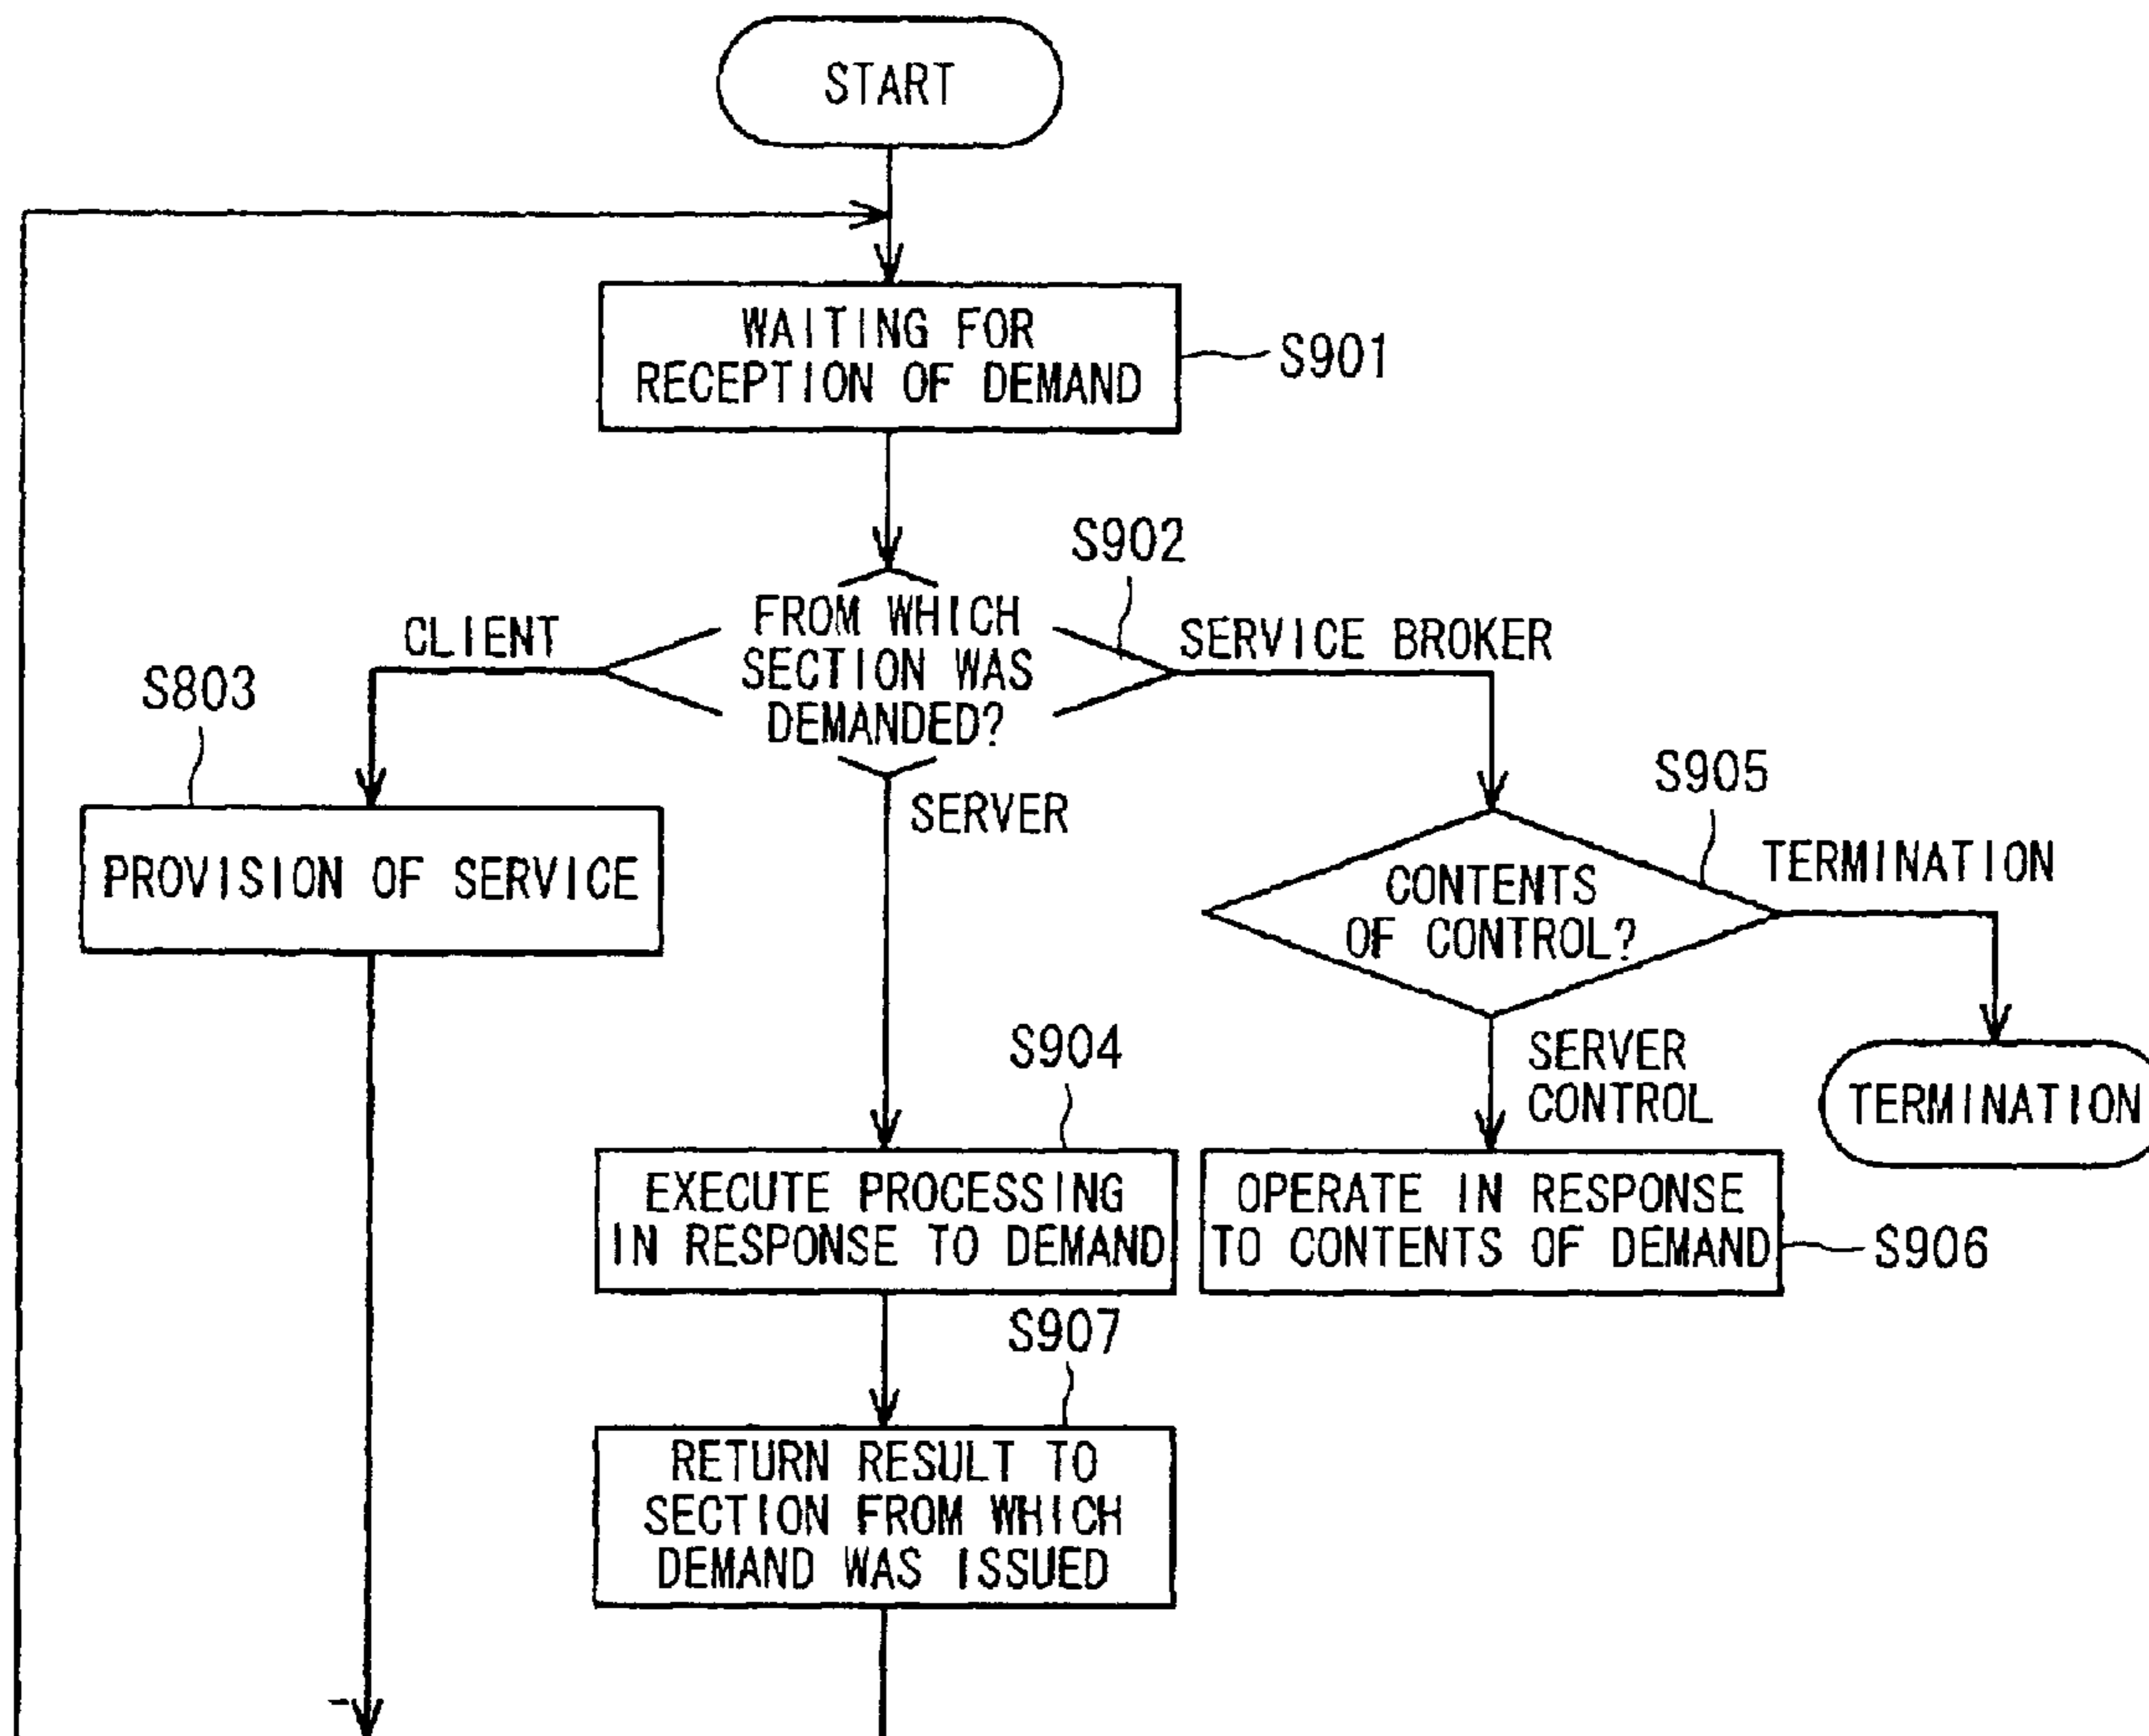 START
WAITING FOR
RECEPTION OF DEMAND
S901
S902
FROM WHICH
SECTION WAS
DEMANDED?
CLIENT
SERVICE BROKER
SERVER
S803
PROVISION OF SERVICE
S905
CONTENTS
OF CONTROL?
TERMINATION
SERVER
CONTROL
TERMINATION
S904
EXECUTE PROCESSING
IN RESPONSE TO DEMAND
OPERATE IN RESPONSE
TO CONTENTS OF DEMAND
S906
S907
RETURN RESULT TO
SECTION FROM WHICH
DEMAND WAS ISSUED